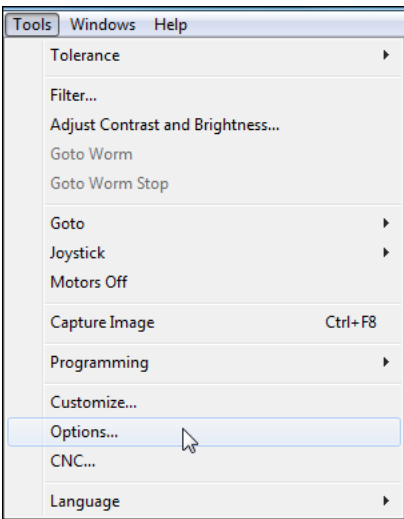 Tools Windows Help
Tolerance
Filter...
Adjust Contrast and Brightness...
Goto Worm
Goto Worm Stop
Goto
Joystick
Motors Off
Capture Image Ctrl+F8
Programming
Customize...
Options...
CNC...
Language